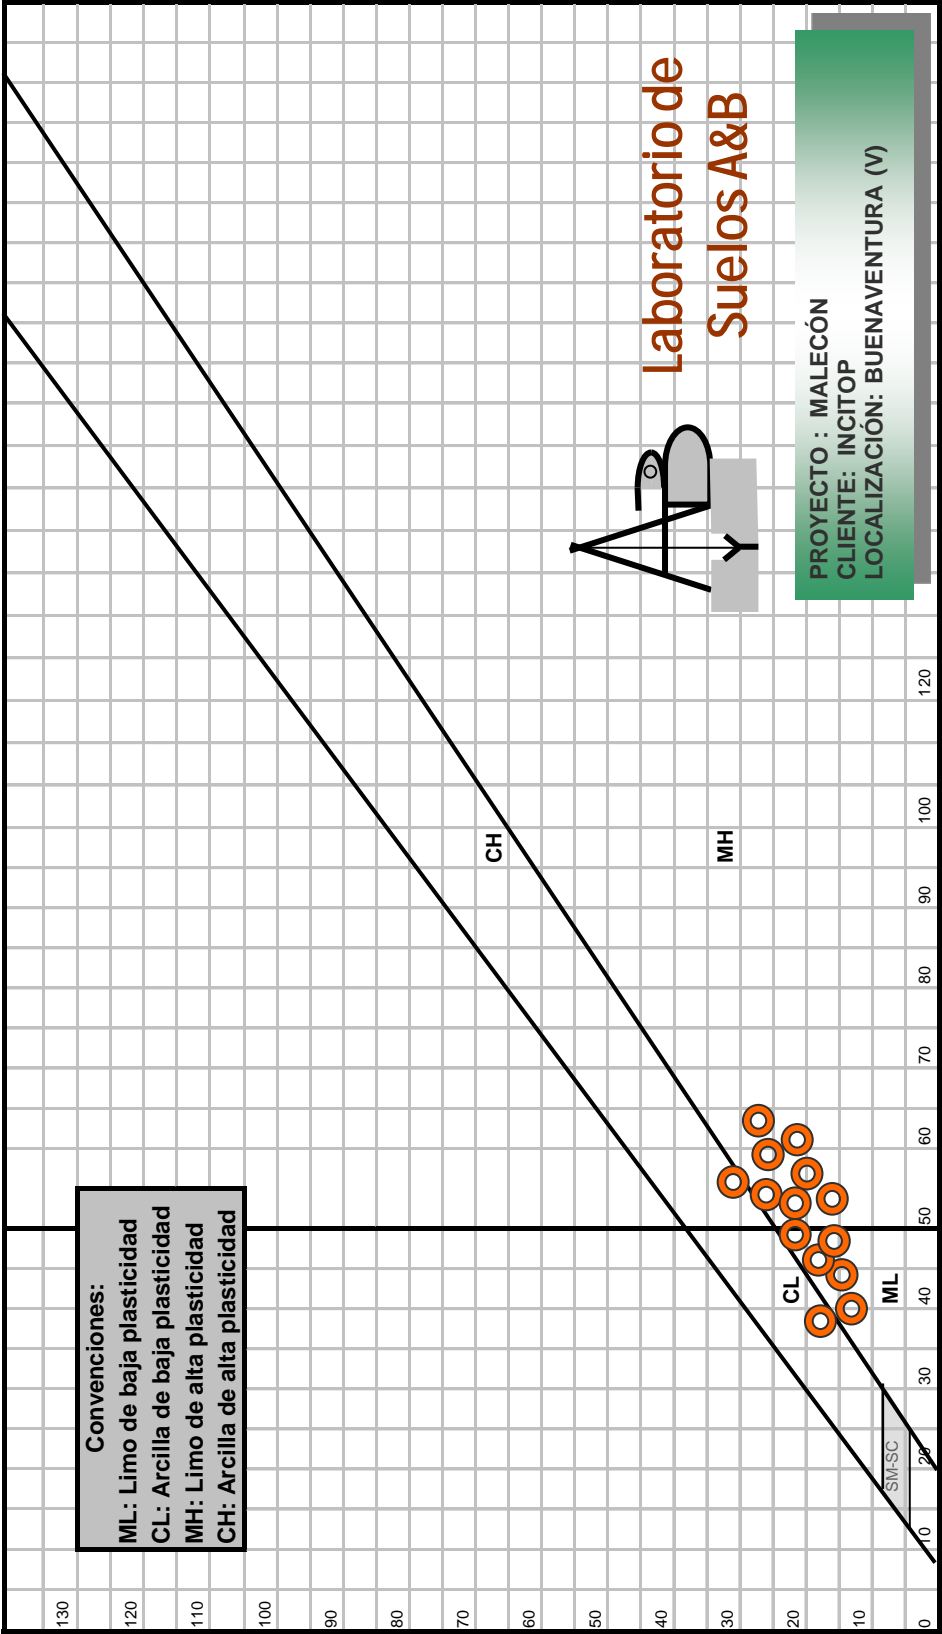 Convenciones:
ML: Limo de baja plasticidad
CL: Arcilla de baja plasticidad
MH: Limo de alta plasticidad
CH: Arcilla de alta plasticidad
Laboratorio de
Suelos A&B
PROYECTO : MALECÓN
CLIENTE: INCITOP
LOCALIZACIÓN: BUENAVENTURA (V)
CH
MH
CL
ML
SM-SC
130
120
110
100
90
80
70
60
50
40
30
20
10
0
10
20
30
40
50
60
70
80
90
100
120